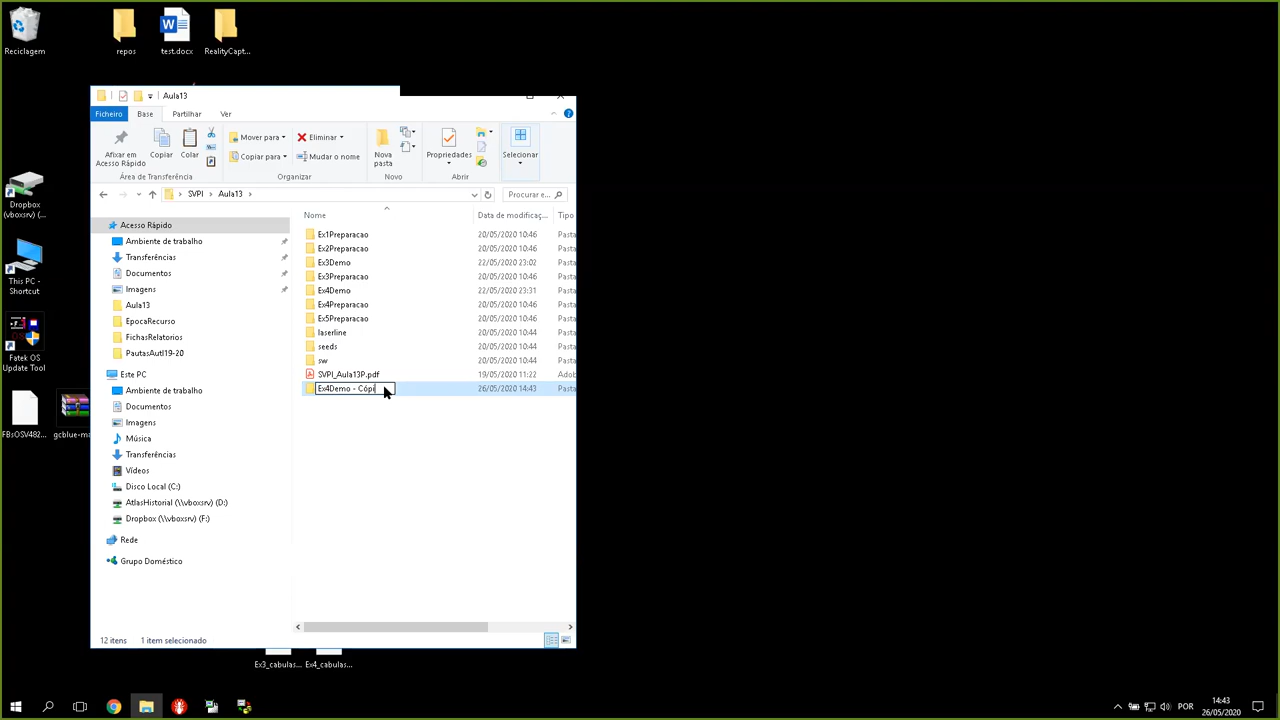 Reciclagem
repos
test.docx
RealityCapt...
Aula13
Ficheiro Base Partilhar Ver
Afixar em Acesso Rápido
Copiar
Colar
Mover para
Copiar para
Eliminar
Mudar o nome
Nova pasta
Propriedades
Selecionar
Área de Transferência Organizar Novo Abrir
SVPI Aula13
Procurar e...
Nome Data de modificaç... Tipo
Acesso Rápido
Ambiente de trabalho
Transferências
Documentos
Imagens
Aula13
EpocaRecurso
FichasRelatorios
PautasAutI19-20
Este PC
Ambiente de trabalho
Documentos
Imagens
Música
Transferências
Vídeos
Disco Local (C:)
AtlasHistorial (\\vboxsrv) (D:)
Dropbox (\\vboxsrv) (F:)
Rede
Grupo Doméstico
Ex1Preparacao 20/05/2020 10:46 Pasta
Ex2Preparacao 20/05/2020 10:46 Pasta
Ex3Demo 22/05/2020 23:02 Pasta
Ex3Preparacao 20/05/2020 10:46 Pasta
Ex4Demo 22/05/2020 23:31 Pasta
Ex4Preparacao 20/05/2020 10:46 Pasta
Ex5Preparacao 20/05/2020 10:46 Pasta
laserline 20/05/2020 10:44 Pasta
seeds 20/05/2020 10:44 Pasta
sw 20/05/2020 10:44 Pasta
SVPI_Aula13P.pdf 19/05/2020 11:22 Adob
Ex4Demo - Cópi 26/05/2020 14:43 Pasta
12 itens 1 item selecionado
Dropbox (vboxsrv) (...
This PC - Shortcut
Fatek OS Update Tool
FBsOSV482...
gcblue-m
Ex3_cabulas...
Ex4_cabulas...
POR
14:43
26/05/2020